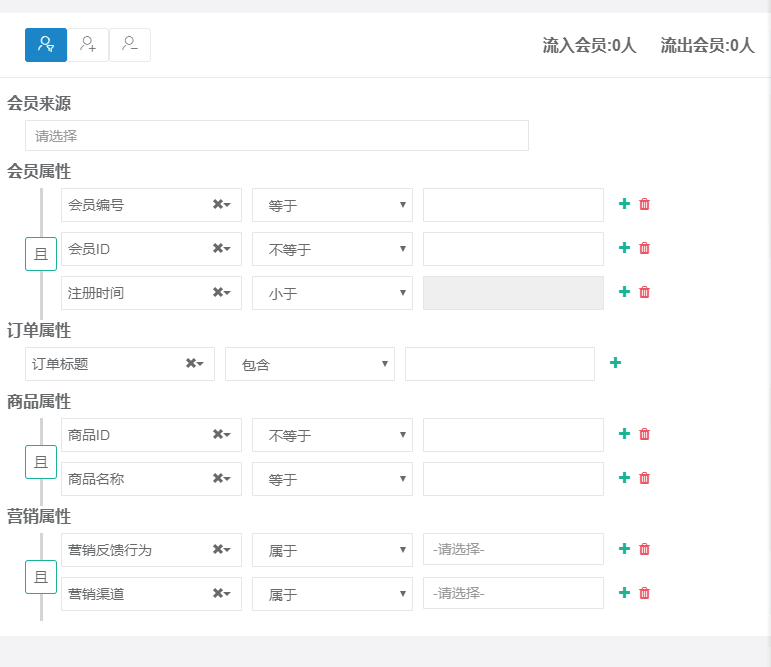 流入会员:0人 流出会员:0人
会员来源
请选择
会员属性
会员编号 等于
且
会员ID 不等于
注册时间 小于
订单属性
订单标题 包含
商品属性
商品ID 不等于
且
商品名称 等于
营销属性
营销反馈行为 属于 -请选择-
且
营销渠道 属于 -请选择-